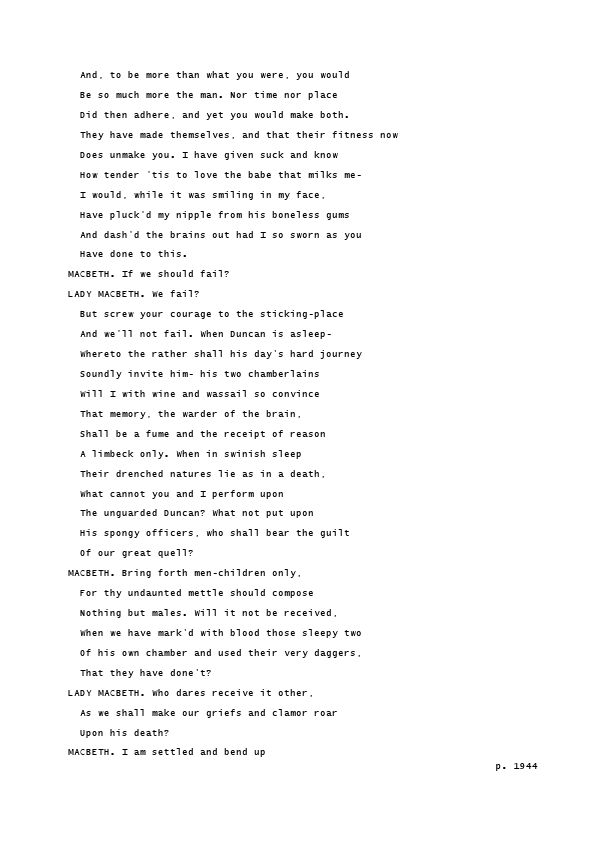 And, to be more than what you were, you would
Be so much more the man. Nor time nor place
Did then adhere, and yet you would make both.
They have made themselves, and that their fitness now
Does unmake you. I have given suck and know
How tender 'tis to love the babe that milks me-
I would, while it was smiling in my face,
Have pluck'd my nipple from his boneless gums
And dash'd the brains out had I so sworn as you
Have done to this.
MACBETH. If we should fail?
LADY MACBETH. We fail?
But screw your courage to the sticking-place
And we'll not fail. When Duncan is asleep-
Whereto the rather shall his day's hard journey
Soundly invite him- his two chamberlains
Will I with wine and wassail so convince
That memory, the warder of the brain,
Shall be a fume and the receipt of reason
A limbeck only. When in swinish sleep
Their drenched natures lie as in a death,
What cannot you and I perform upon
The unguarded Duncan? What not put upon
His spongy officers, who shall bear the guilt
Of our great quell?
MACBETH. Bring forth men-children only,
For thy undaunted mettle should compose
Nothing but males. Will it not be received,
When we have mark'd with blood those sleepy two
Of his own chamber and used their very daggers,
That they have done't?
LADY MACBETH. Who dares receive it other,
As we shall make our griefs and clamor roar
Upon his death?
MACBETH. I am settled and bend up
p. 1944